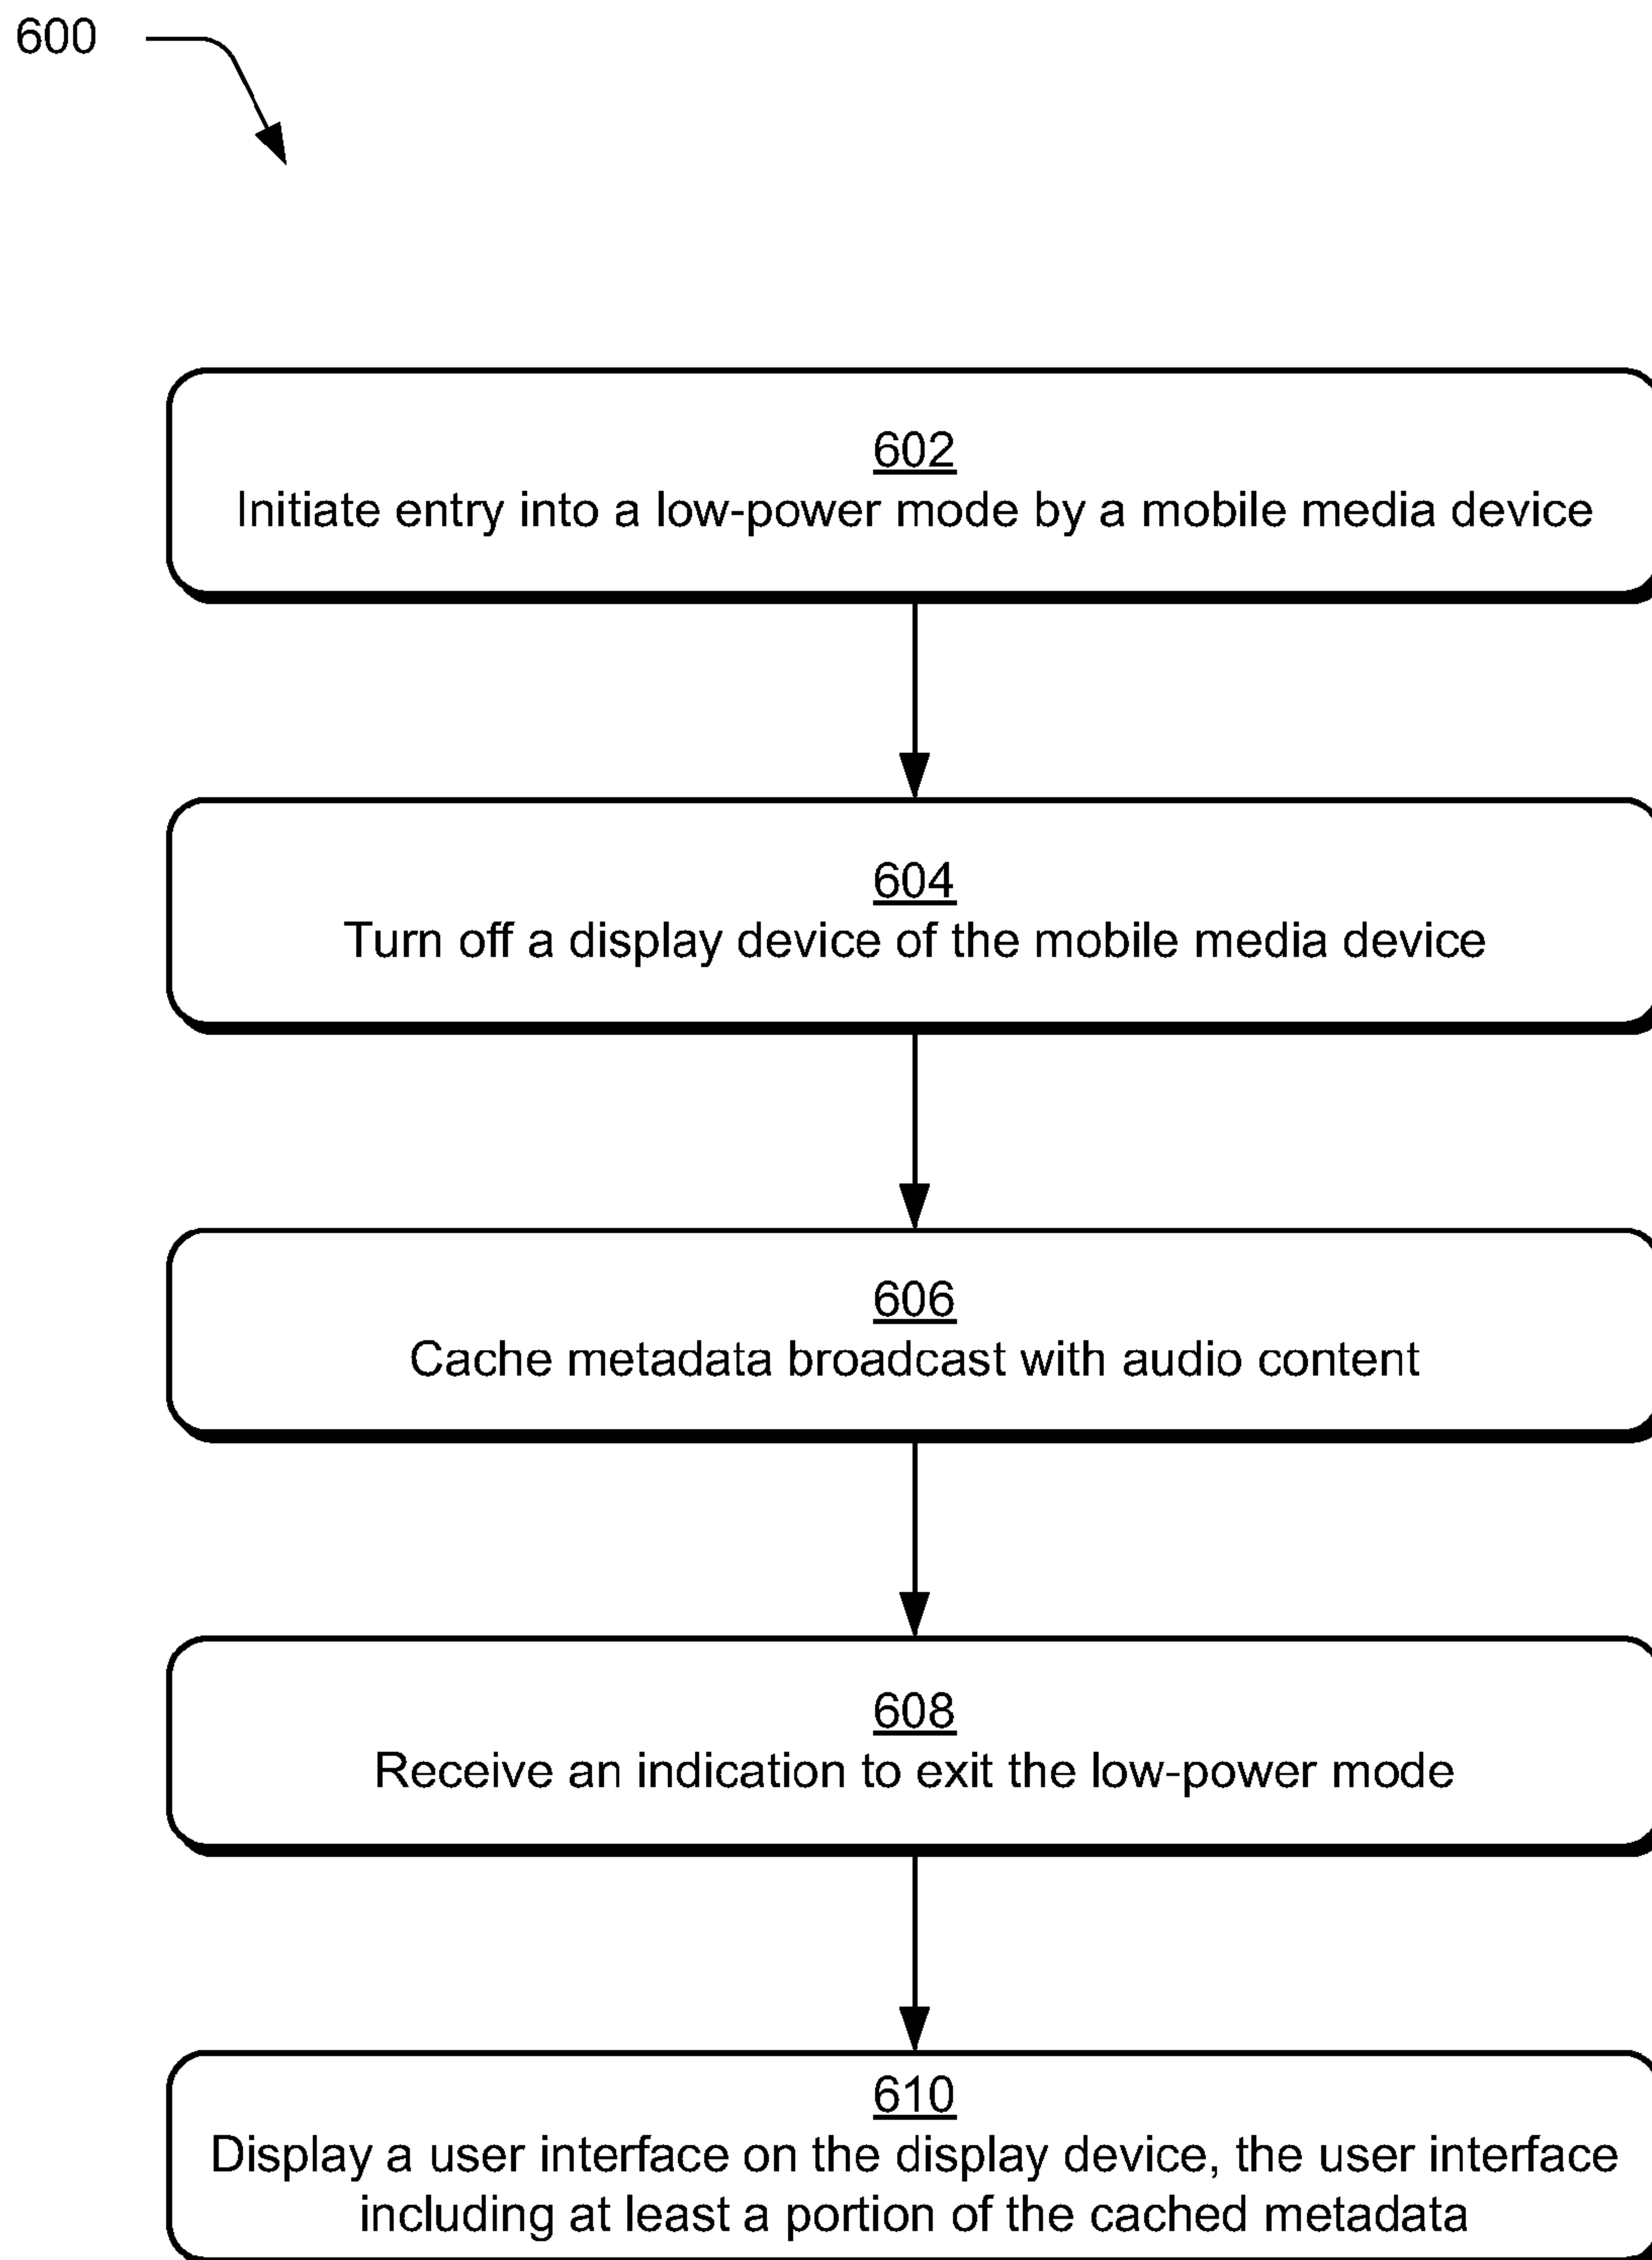 600
602
Initiate entry into a low-power mode by a mobile media device
604
Turn off a display device of the mobile media device
606
Cache metadata broadcast with audio content
608
Receive an indication to exit the low-power mode
610
Display a user interface on the display device, the user interface
including at least a portion of the cached metadata